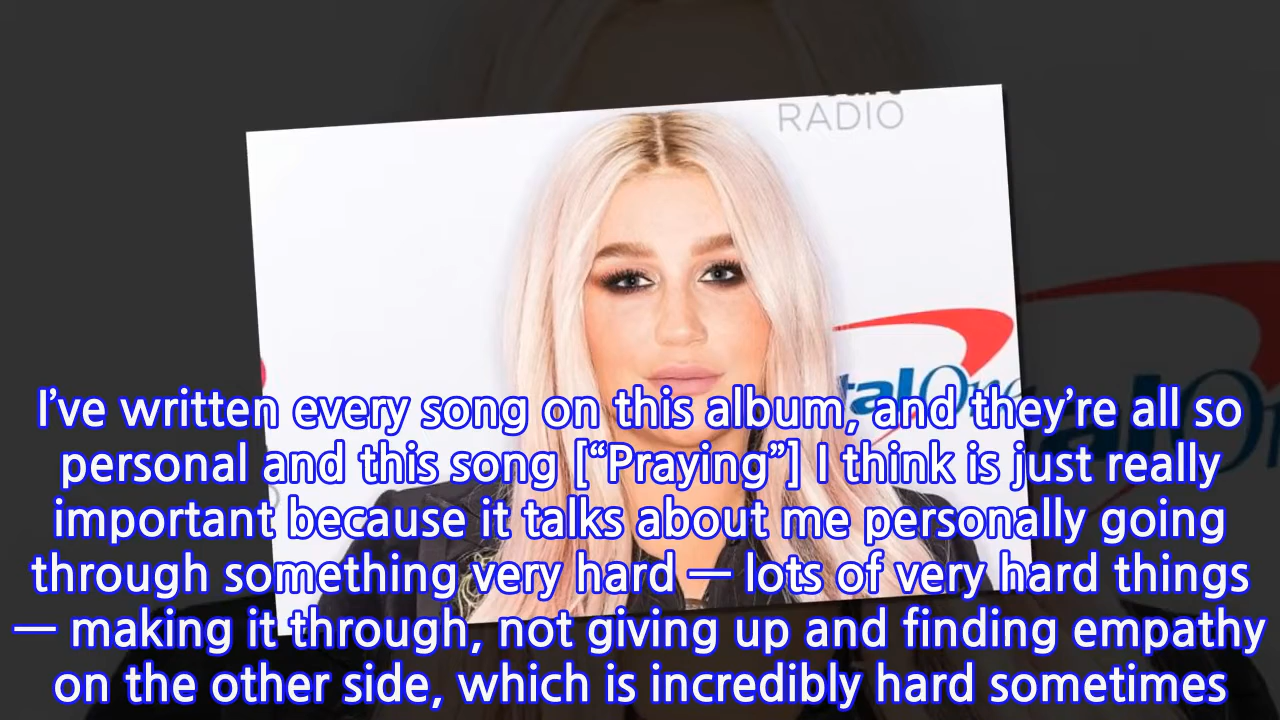 RADIO
I’ve written every song on this album, and they’re all so
personal and this song [“Praying”] I think is just really
important because it talks about me personally going
through something very hard — lots of very hard things
— making it through, not giving up and finding empathy
on the other side, which is incredibly hard sometimes